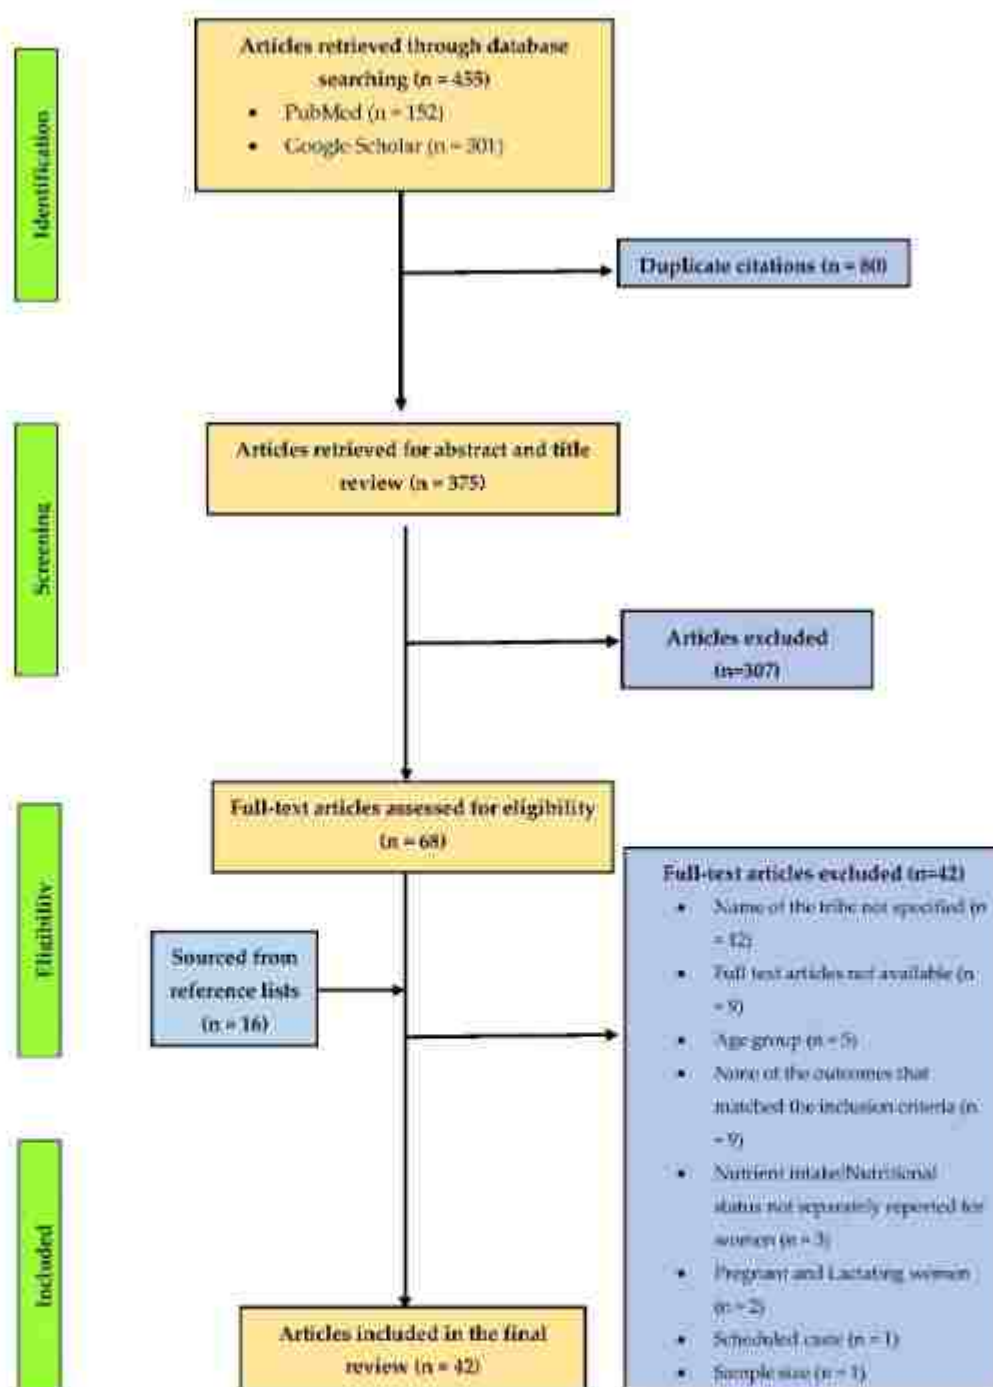 Identification
Articles retrieved through database
searching (n = 455)
• PubMed (n = 152)
• Google Scholar (n = 301)
Duplicate citations (n = 80)
Screening
Articles retrieved for abstract and title
review (n = 375)
Articles excluded
(n=307)
Eligibility
Full-text articles assessed for eligibility
(n = 68)
Sourced from
reference lists
(n = 16)
Full-text articles excluded (n=42)
• Name of the tribe not specified (n
= 12)
• Full text articles not available (n
= 9)
• Age group (n = 5)
• None of the outcomes that
matched the inclusion criteria (n
= 9)
• Nutrient intake/Nutritional
status not separately reported for
women (n = 3)
• Pregnant and Lactating women
(n = 2)
• Scheduled caste (n = 1)
• Sample size (n = 1)
Included
Articles included in the final
review (n = 42)